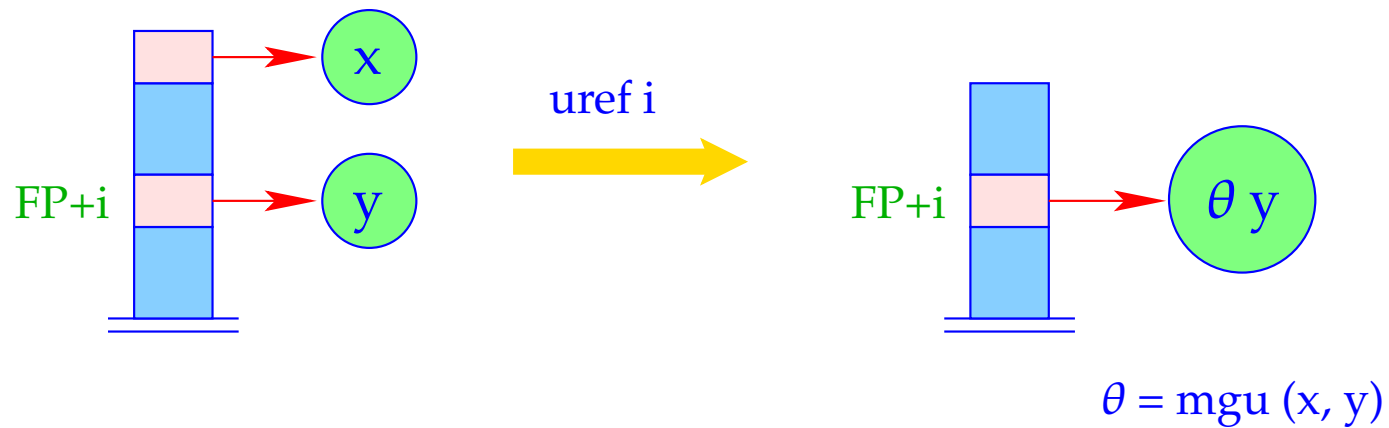 x
uref i
FP+i
y
FP+i
θ y
θ = mgu (x, y)